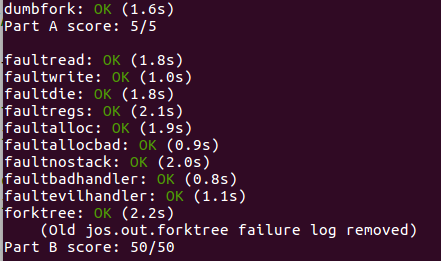 dumbfork: OK (1.6s)
Part A score: 5/5

faultread: OK (1.8s)
faultwrite: OK (1.0s)
faultdie: OK (1.8s)
faultregs: OK (2.1s)
faultalloc: OK (1.9s)
faultallocbad: OK (0.9s)
faultnostack: OK (2.0s)
faultbadhandler: OK (0.8s)
faultevilhandler: OK (1.1s)
forktree: OK (2.2s)
    (Old jos.out.forktree failure log removed)
Part B score: 50/50